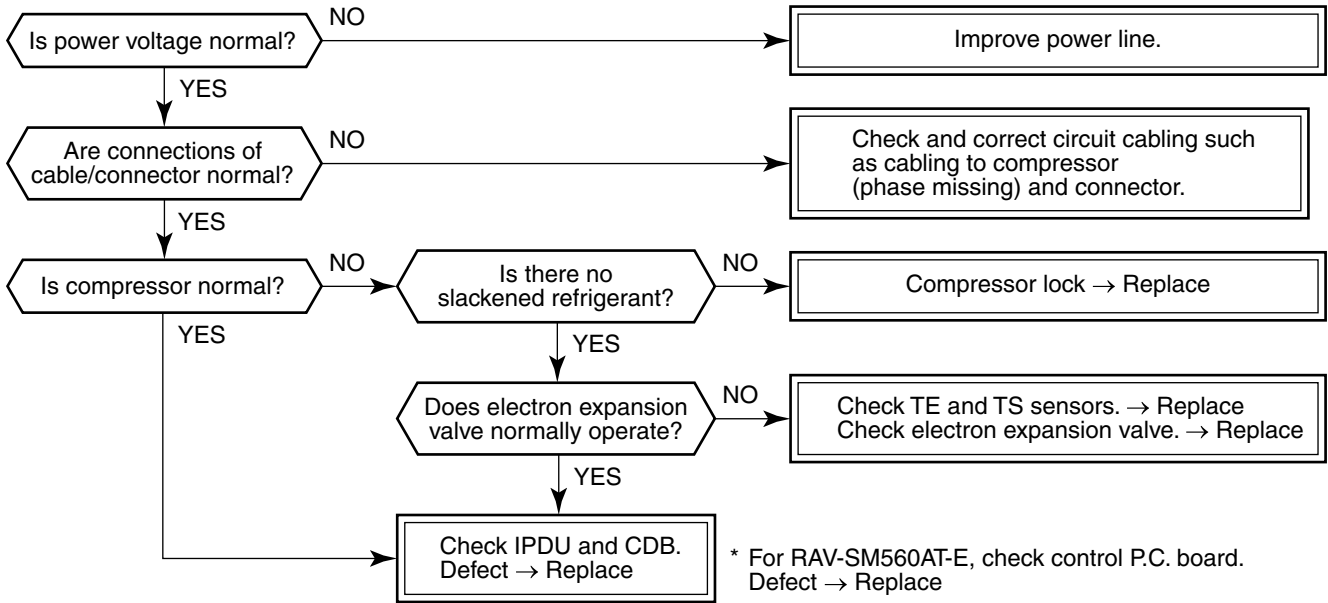 Is power voltage normal?
NO
Improve power line.
YES
Are connections of
cable/connector normal?
NO
Check and correct circuit cabling such
as cabling to compressor
(phase missing) and connector.
YES
Is compressor normal?
NO
Is there no
slackened refrigerant?
NO
Compressor lock → Replace
YES
YES
Does electron expansion
valve normally operate?
NO
Check TE and TS sensors. → Replace
Check electron expansion valve. → Replace
YES
Check IPDU and CDB.
Defect → Replace
* For RAV-SM560AT-E, check control P.C. board.
Defect → Replace